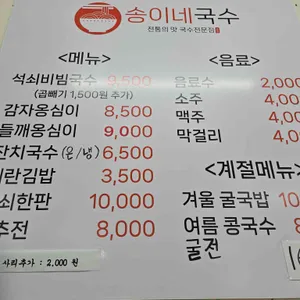 송이네국수
전통의 맛 국수전문점
<메뉴>
석쇠비빔국수 9,500
(곱빼기 1,500원 추가)
감자옹심이 8,500
들깨옹심이 9,000
잔치국수 (온/냉) 6,500
란김밥 3,500
한판 10,000
추전 8,000
사리추가 : 2,000 원
<음료>
음료수 2,000
소주 4,00
맥주 4,00
막걸리 4,00
<계절메뉴>
겨울 굴국밥 10
여름 콩국수 8
굴전